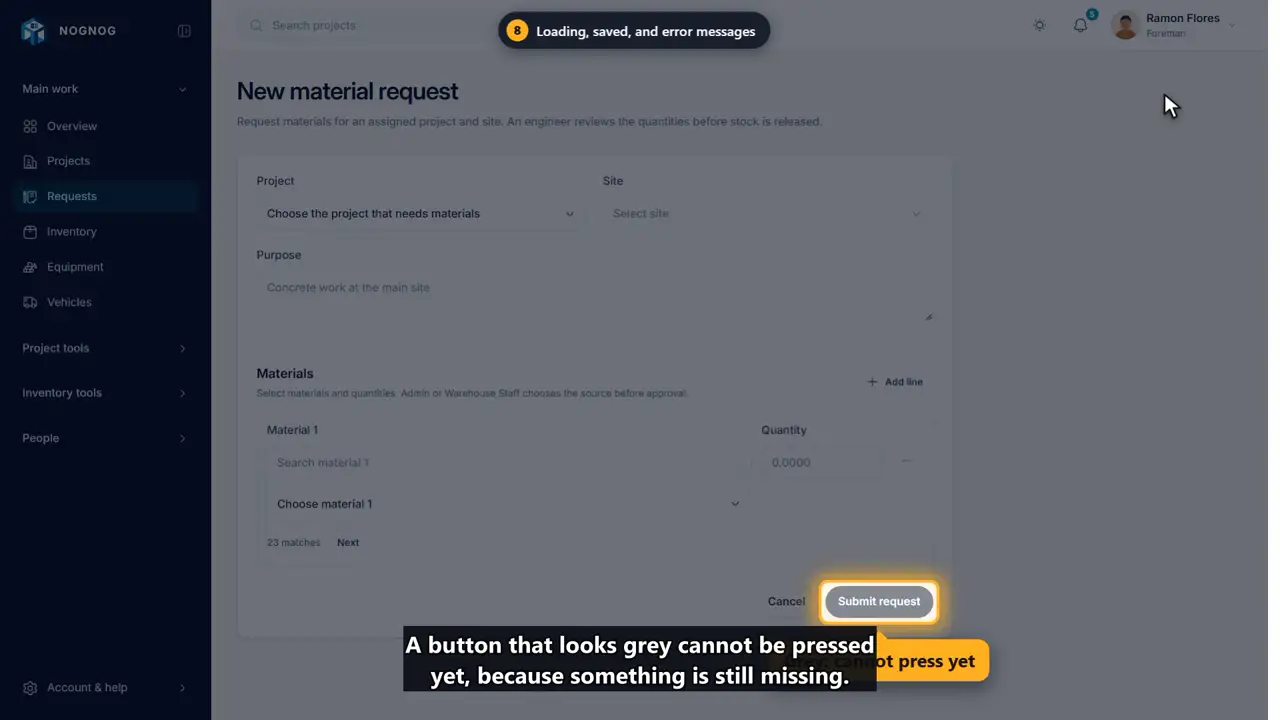 NOGNOG
Search projects
8 Loading, saved, and error messages
5
Ramon Flores
Foreman
Main work
Overview
Projects
Requests
Inventory
Equipment
Vehicles
Project tools
Inventory tools
People
Account & help
New material request
Request materials for an assigned project and site. An engineer reviews the quantities before stock is released.
Project
Site
Choose the project that needs materials
Select site
Purpose
Concrete work at the main site
Materials
Select materials and quantities. Admin or Warehouse Staff chooses the source before approval.
Add line
Material 1
Quantity
Search material 1
0.0000
Choose material 1
23 matches
Next
Cancel
Submit request
cannot press yet
A button that looks grey cannot be pressed
yet, because something is still missing.